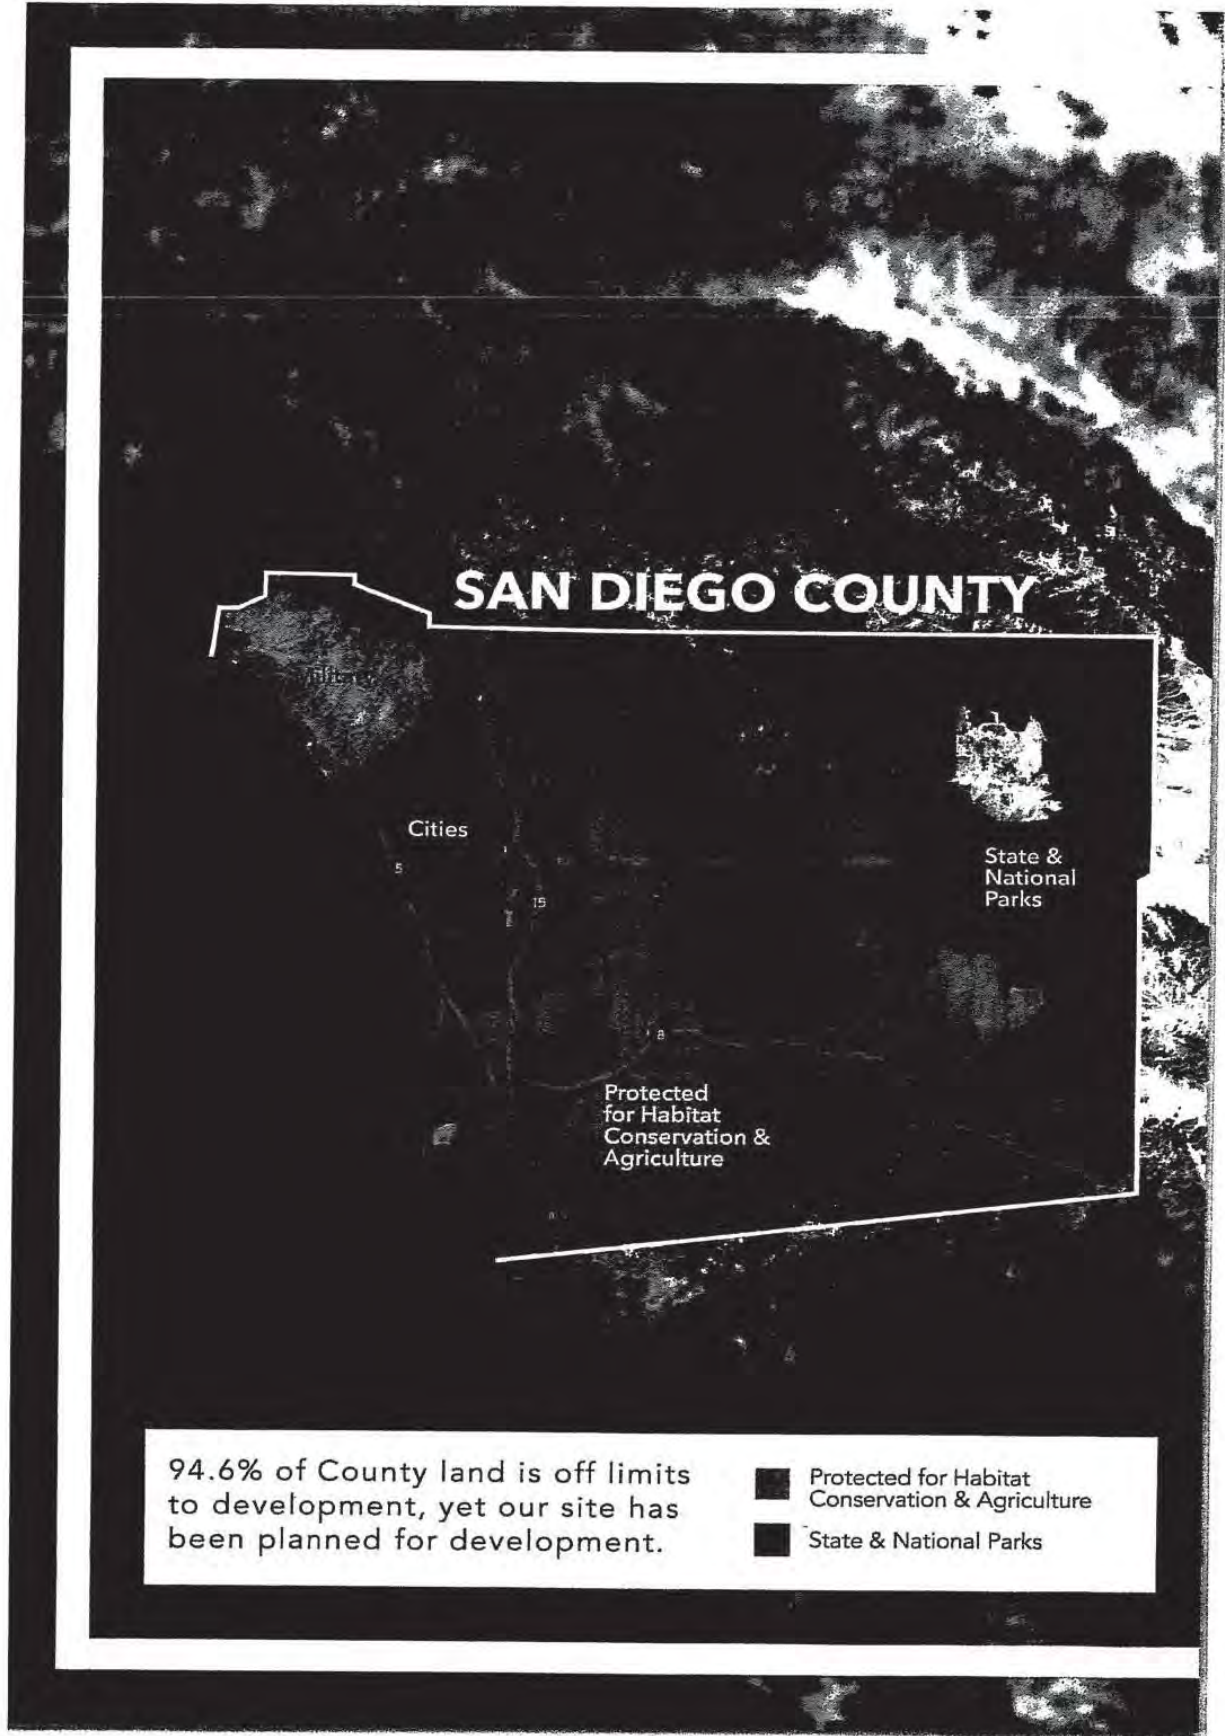 SAN DIEGO COUNTY
Military
Cities
5
15
State &
National
Parks
8
Protected
for Habitat
Conservation &
Agriculture
94.6% of County land is off limits
to development, yet our site has
been planned for development.
Protected for Habitat
Conservation & Agriculture
State & National Parks